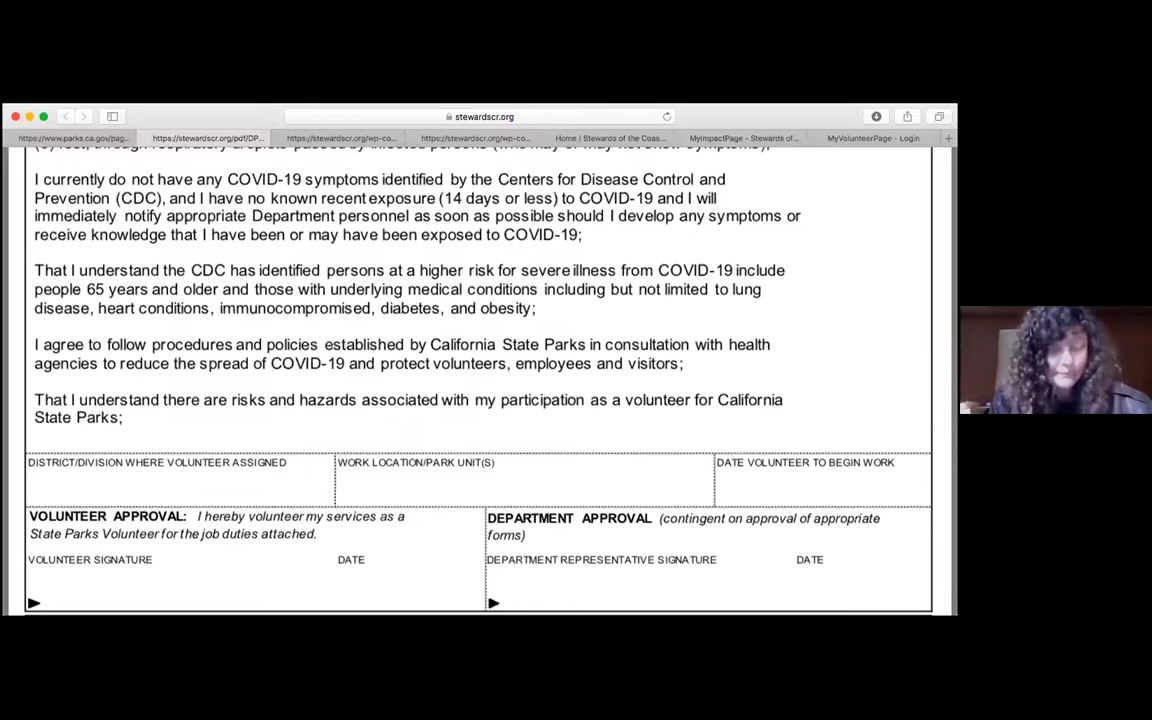 stewardscr.org
https://www.parks.ca.gov/pag...
https://stewardscr.org/pdf/DP...
https://stewardscr.org/wp-co...
https://stewardscr.org/wp-co...
Home | Stewards of the Coas...
MyImpactPage - Stewards of...
MyVolunteerPage - Login
I currently do not have any COVID-19 symptoms identified by the Centers for Disease Control and
Prevention (CDC), and I have no known recent exposure (14 days or less) to COVID-19 and I will
immediately notify appropriate Department personnel as soon as possible should I develop any symptoms or
receive knowledge that I have been or may have been exposed to COVID-19;
That I understand the CDC has identified persons at a higher risk for severe illness from COVID-19 include
people 65 years and older and those with underlying medical conditions including but not limited to lung
disease, heart conditions, immunocompromised, diabetes, and obesity;
I agree to follow procedures and policies established by California State Parks in consultation with health
agencies to reduce the spread of COVID-19 and protect volunteers, employees and visitors;
That I understand there are risks and hazards associated with my participation as a volunteer for California
State Parks;
DISTRICT/DIVISION WHERE VOLUNTEER ASSIGNED
WORK LOCATION/PARK UNIT(S)
DATE VOLUNTEER TO BEGIN WORK
VOLUNTEER APPROVAL: I hereby volunteer my services as a
State Parks Volunteer for the job duties attached.
VOLUNTEER SIGNATURE DATE
DEPARTMENT APPROVAL (contingent on approval of appropriate
forms)
DEPARTMENT REPRESENTATIVE SIGNATURE DATE